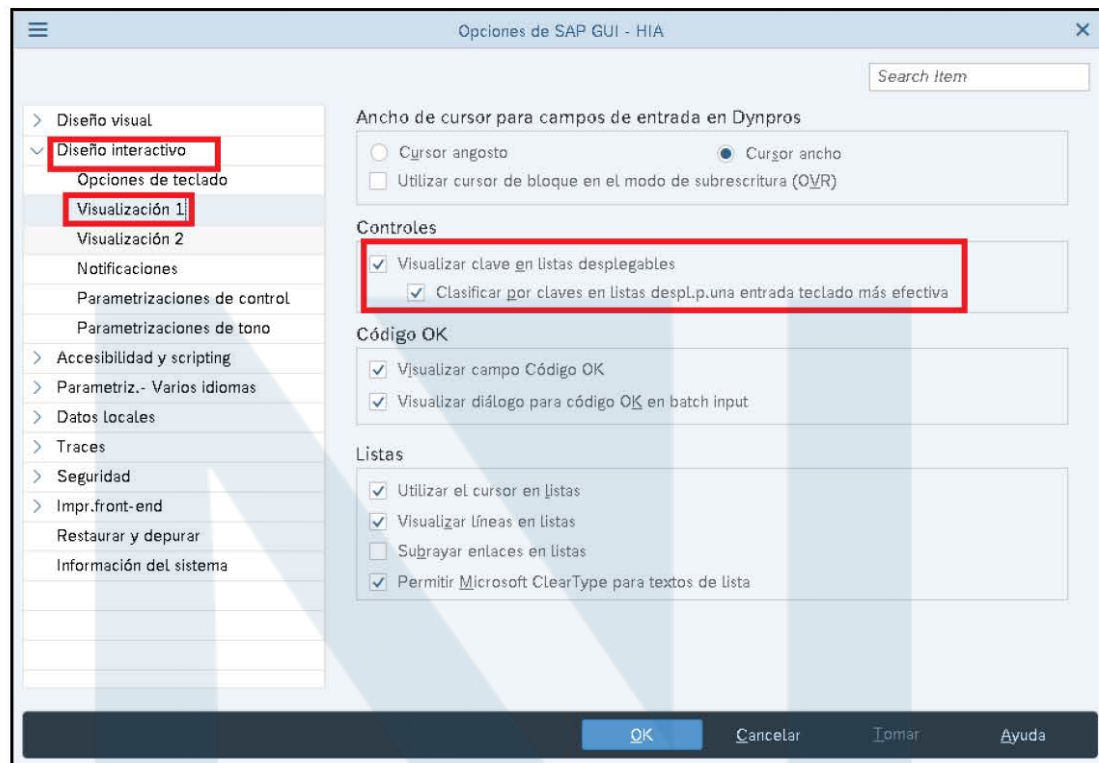 Opciones de SAP GUI - HIA
Search Item
Diseño visual
Diseño interactivo
Opciones de teclado
Visualización 1
Visualización 2
Notificaciones
Parametrizaciones de control
Parametrizaciones de tono
Accesibilidad y scripting
Parametriz.- Varios idiomas
Datos locales
Traces
Seguridad
Impr.front-end
Restaurar y depurar
Información del sistema
Ancho de cursor para campos de entrada en Dynpros
Cursor angosto
Cursor ancho
Utilizar cursor de bloque en el modo de subrescritura (OVR)
Controles
Visualizar clave en listas desplegables
Clasificar por claves en listas despl.p.una entrada teclado más efectiva
Código OK
Visualizar campo Código OK
Visualizar diálogo para código OK en batch input
Listas
Utilizar el cursor en listas
Visualizar líneas en listas
Subrayar enlaces en listas
Permitir Microsoft ClearType para textos de lista
OK
Cancelar
Tomar
Ayuda